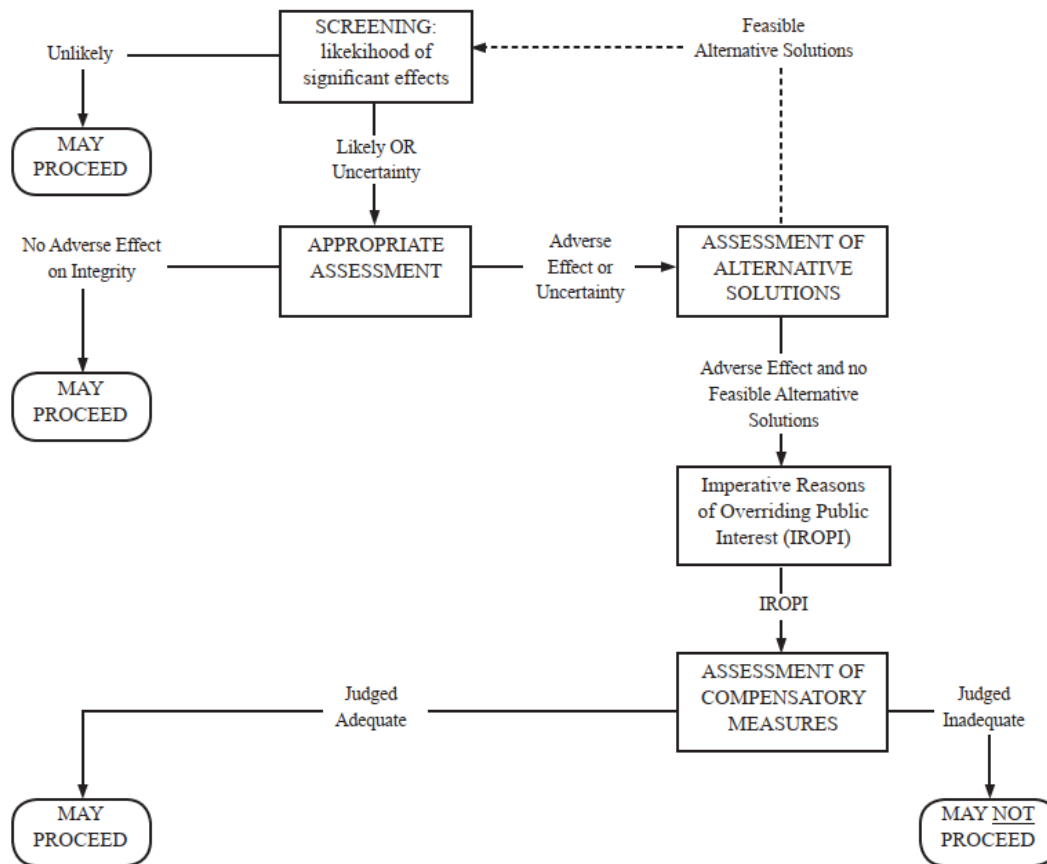 SCREENING:
likekihood of
significant effects
Unlikely
Feasible
Alternative Solutions
MAY
PROCEED
Likely OR
Uncertainty
No Adverse Effect
on Integrity
APPROPRIATE
ASSESSMENT
Adverse
Effect or
Uncertainty
ASSESSMENT OF
ALTERNATIVE
SOLUTIONS
MAY
PROCEED
Adverse Effect and no
Feasible Alternative
Solutions
Imperative Reasons
of Overriding Public
Interest (IROPI)
IROPI
ASSESSMENT OF
COMPENSATORY
MEASURES
Judged
Adequate
Judged
Inadequate
MAY
PROCEED
MAY NOT
PROCEED